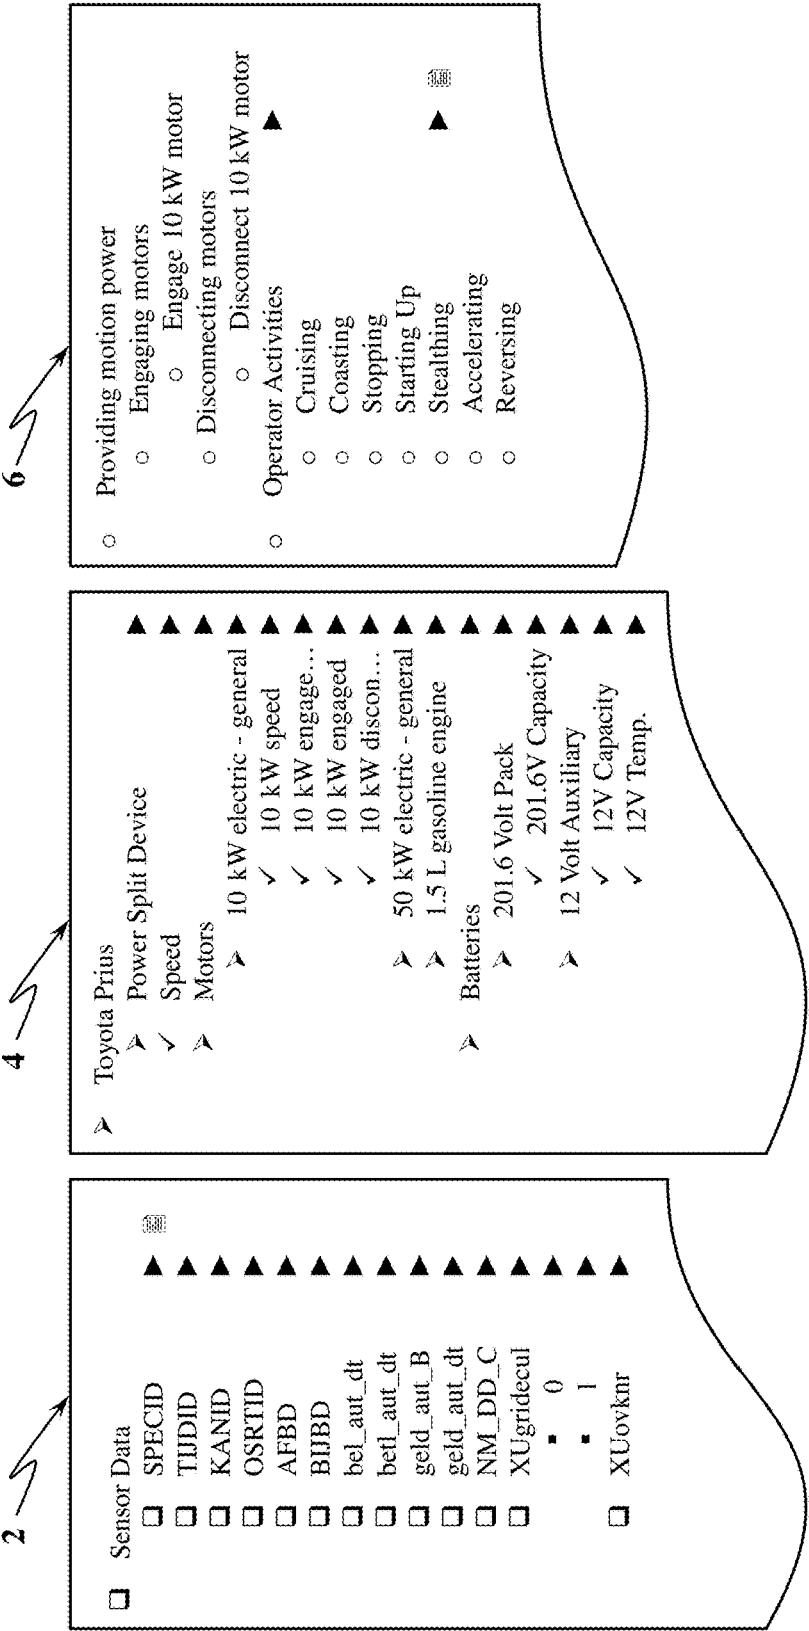 2
❑ Sensor Data
❑ SPECID
❑ TIJDID
❑ KANID
❑ OSRTID
❑ AFBD
❑ BIJBD
❑ bel_aut_dt
❑ betl_aut_dt
❑ geld_aut_B
❑ geld_aut_dt
❑ NM_DD_C
❑ XUgridecul
▪ 0
▪ 1
❑ XUovknr
4
➢ Toyota Prius
➢ Power Split Device
✓ Speed
➢ Motors
➢ 10 kW electric - general
✓ 10 kW speed
✓ 10 kW engage...
✓ 10 kW engaged
✓ 10 kW discon...
➢ 50 kW electric - general
➢ 1.5 L gasoline engine
➢ Batteries
➢ 201.6 Volt Pack
✓ 201.6V Capacity
➢ 12 Volt Auxiliary
✓ 12V Capacity
✓ 12V Temp.
6
○ Providing motion power
○ Engaging motors
○ Engage 10 kW motor
○ Disconnecting motors
○ Disconnect 10 kW motor
○ Operator Activities
○ Cruising
○ Coasting
○ Stopping
○ Starting Up
○ Stealthing
○ Accelerating
○ Reversing